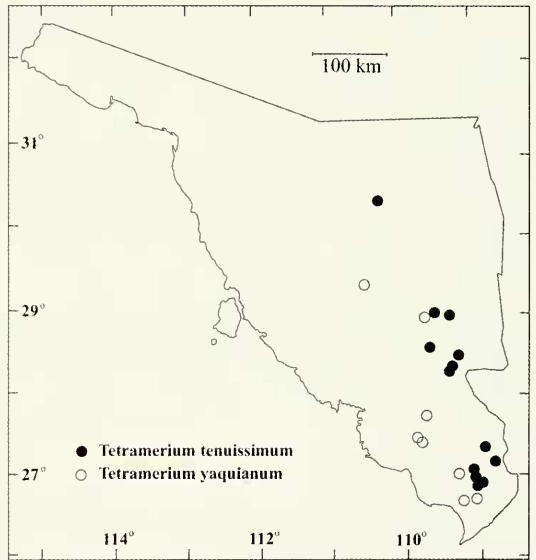 100 km
31°
29°
● Tetramerium tenuissimum
○ Tetramerium yaquianum
27°
114° 112° 110°